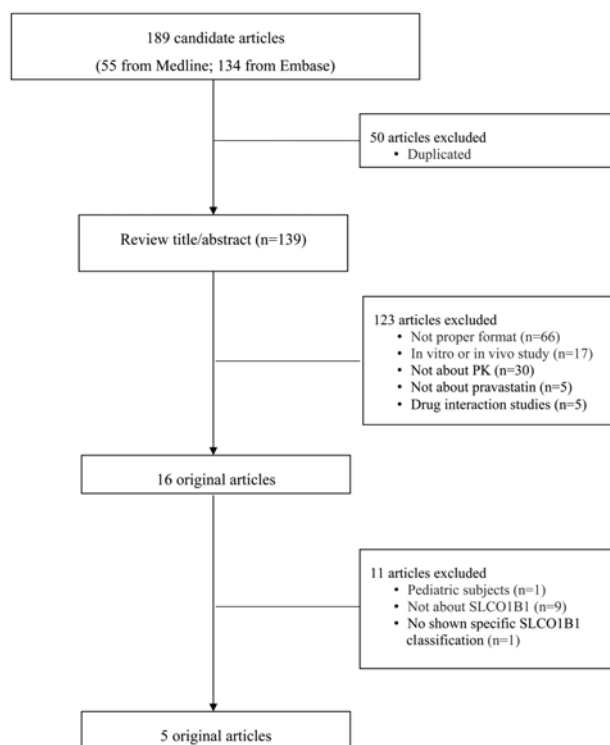 189 candidate articles
(55 from Medline; 134 from Embase)
50 articles excluded
• Duplicated
Review title/abstract (n=139)
123 articles excluded
• Not proper format (n=66)
• In vitro or in vivo study (n=17)
• Not about PK (n=30)
• Not about pravastatin (n=5)
• Drug interaction studies (n=5)
16 original articles
11 articles excluded
• Pediatric subjects (n=1)
• Not about SLCO1B1 (n=9)
• No shown specific SLCO1B1
classification (n=1)
5 original articles